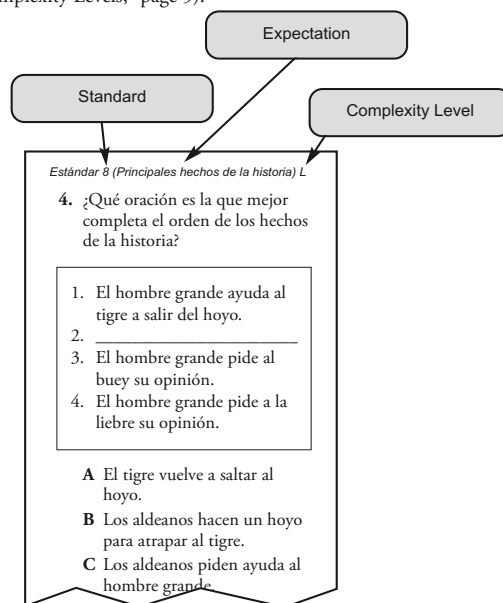 mplexity Levels," page 5).
Expectation
Standard
Complexity Level
Estándar 8 (Principales hechos de la historia) L
4. ¿Qué oración es la que mejor
completa el orden de los hechos
de la historia?
1. El hombre grande ayuda al
tigre a salir del hoyo.
2. ______________________
3. El hombre grande pide al
buey su opinión.
4. El hombre grande pide a la
liebre su opinión.
A El tigre vuelve a saltar al
hoyo.
B Los aldeanos hacen un hoyo
para atrapar al tigre.
C Los aldeanos piden ayuda al
hombre grande.